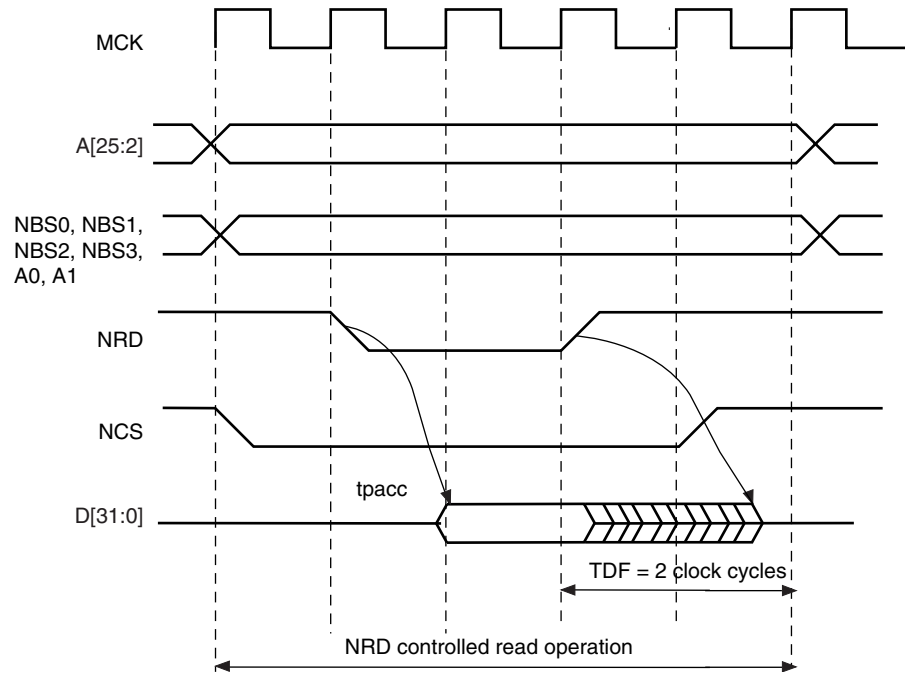 MCK
A[25:2]
NBS0, NBS1,
NBS2, NBS3,
A0, A1
NRD
NCS
tpacc
D[31:0]
TDF = 2 clock cycles
NRD controlled read operation